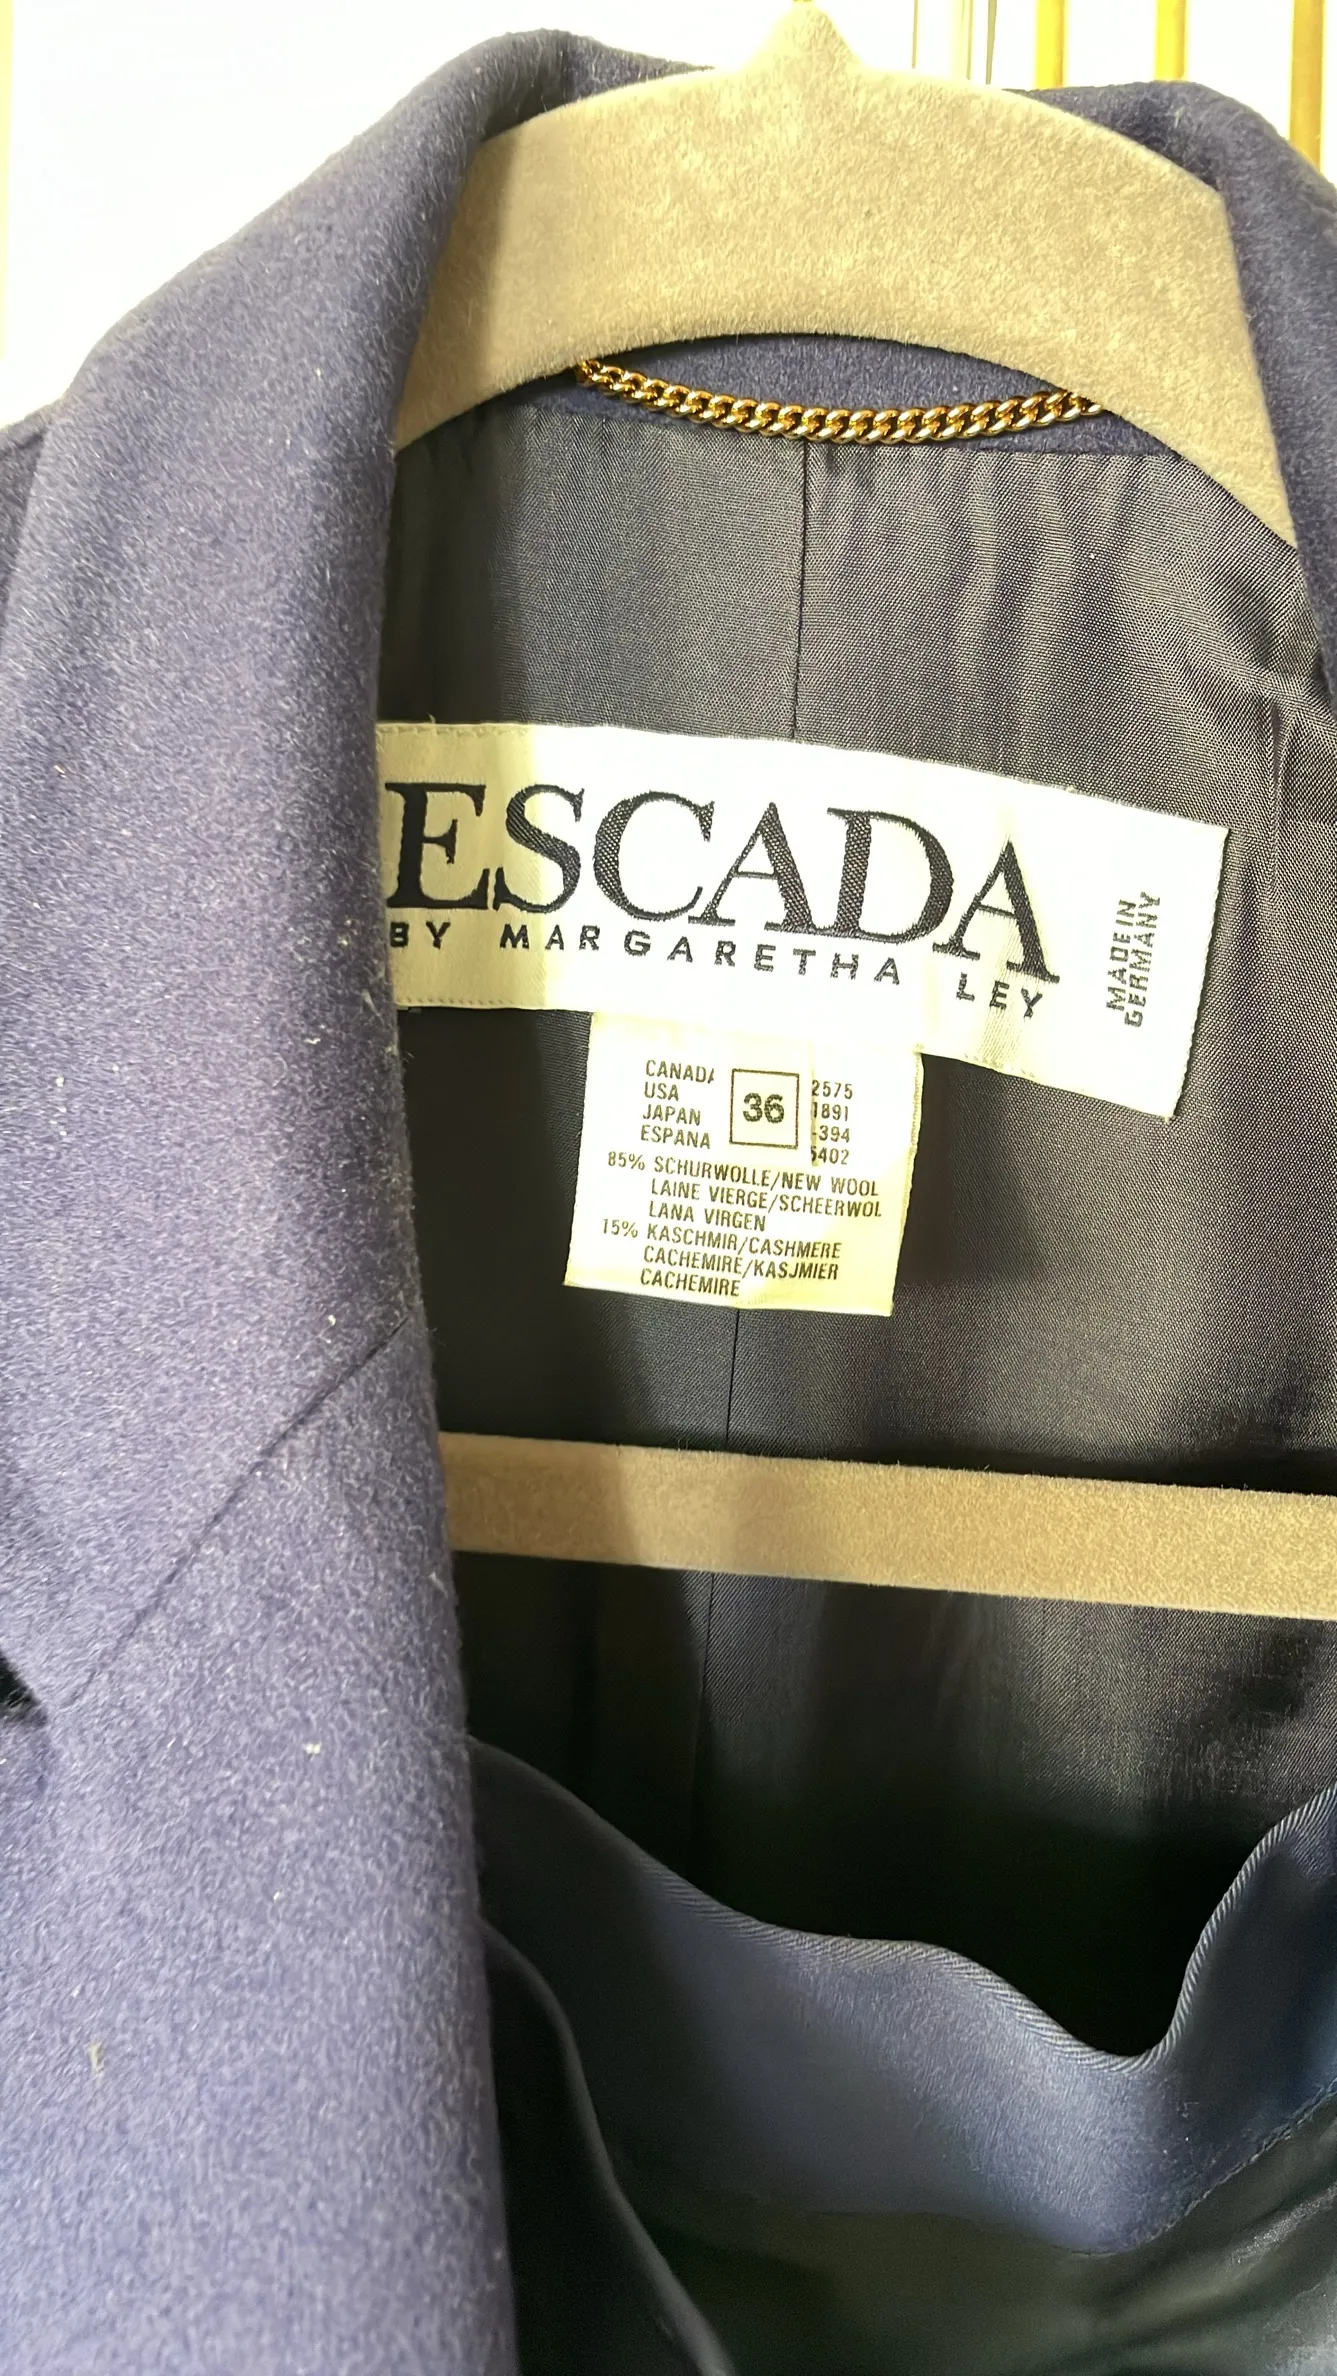 ESCADA
BY MARGARETHA LEY
MADE IN
GERMANY
CANADA 2575
USA 1891
JAPAN -394
ESPANA 5402
36
85% SCHURWOLLE/NEW WOOL
LAINE VIERGE/SCHEERWOL
LANA VIRGEN
15% KASCHMIR/CASHMERE
CACHEMIRE/KASJMIER
CACHEMIRE